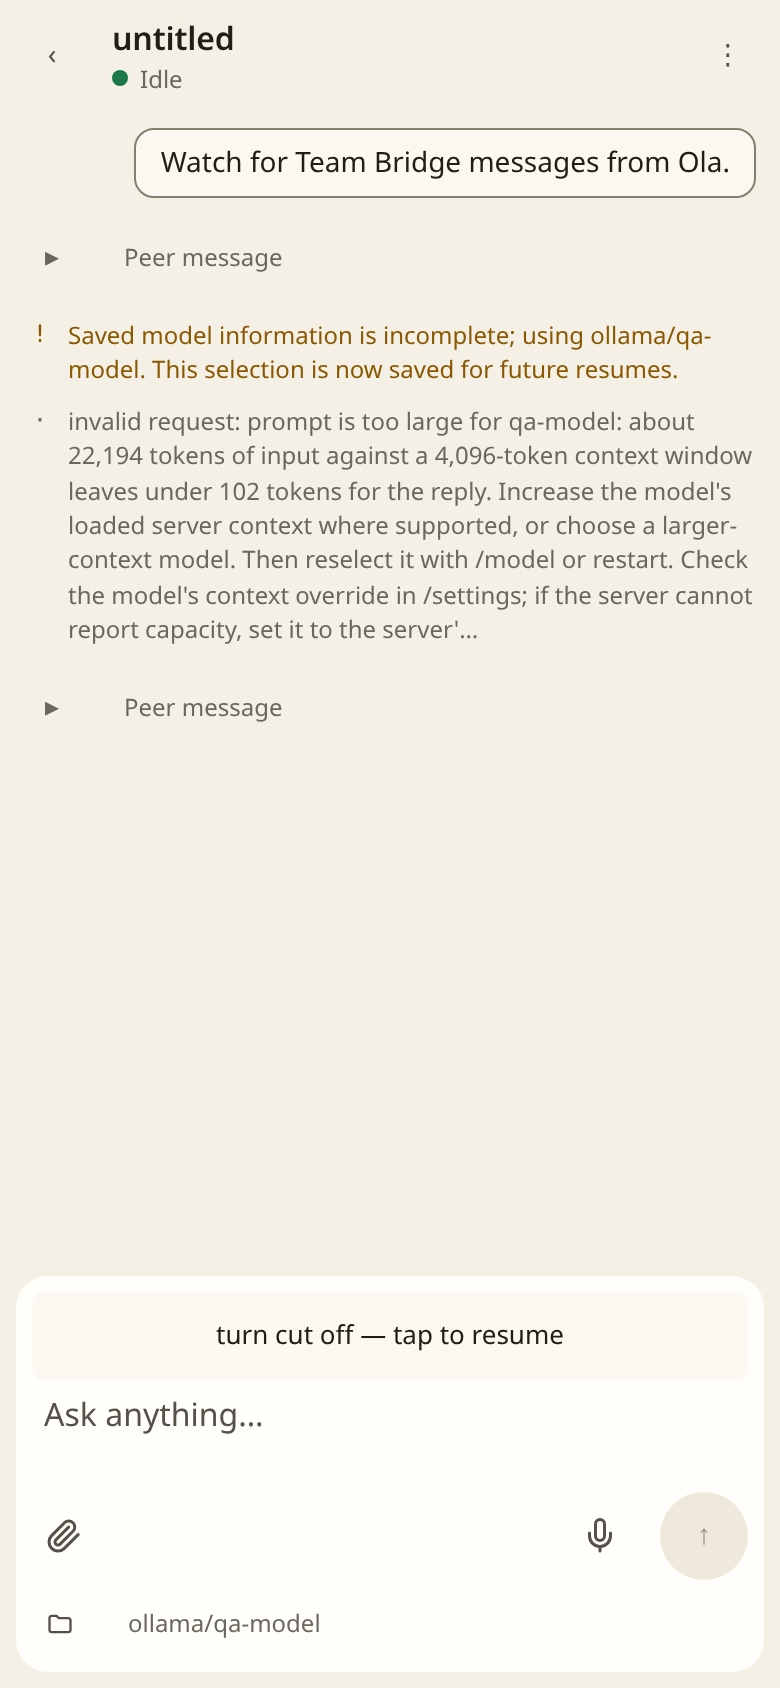 untitled
Idle
Watch for Team Bridge messages from Ola.
Peer message
! Saved model information is incomplete; using ollama/qa-
model. This selection is now saved for future resumes.
· invalid request: prompt is too large for qa-model: about
22,194 tokens of input against a 4,096-token context window
leaves under 102 tokens for the reply. Increase the model's
loaded server context where supported, or choose a larger-
context model. Then reselect it with /model or restart. Check
the model's context override in /settings; if the server cannot
report capacity, set it to the server'...
Peer message
turn cut off — tap to resume
Ask anything...
ollama/qa-model